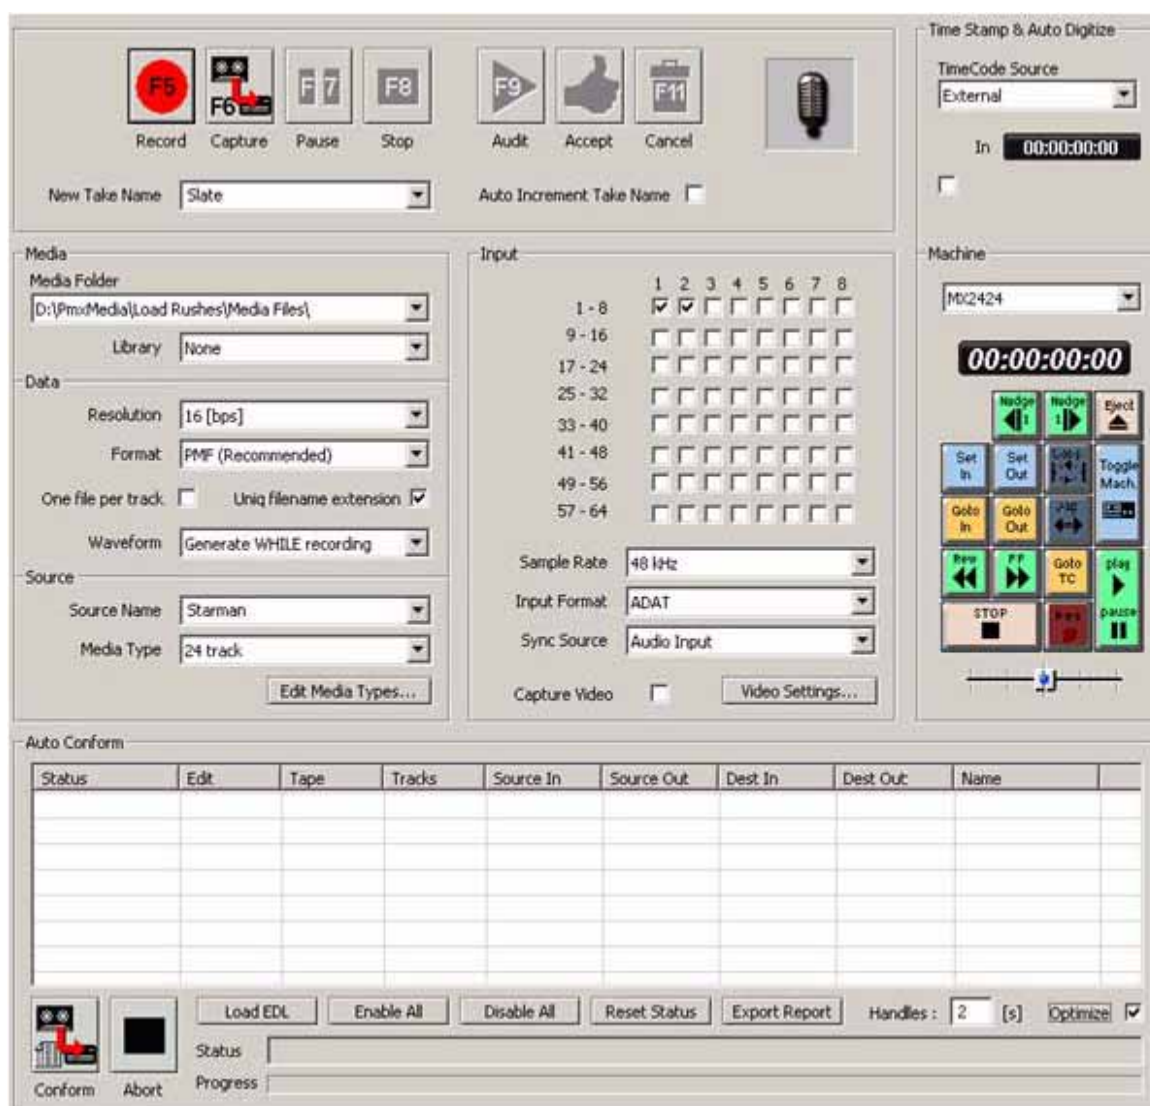 Time Stamp & Auto Digitize
F5
F6
F 7
F8
F9
F11
Record Capture Pause Stop Audit Accept Cancel
TimeCode Source
External
In 00:00:00:00
New Take Name Slate Auto Increment Take Name
Media
Media Folder
D:\PmxMedia\Load Rushes\Media Files\
Library None
Data
Resolution 16 [bps]
Format PMF (Recommended)
One file per track Uniq filename extension
Waveform Generate WHILE recording
Source
Source Name Starman
Media Type 24 track
Edit Media Types...
Input
1 2 3 4 5 6 7 8
1 - 8
9 - 16
17 - 24
25 - 32
33 - 40
41 - 48
49 - 56
57 - 64
Sample Rate 48 kHz
Input Format ADAT
Sync Source Audio Input
Capture Video Video Settings...
Machine
MX2424
00:00:00:00
Nudge 1 Nudge 1 Eject
Set In Set Out Toggle Mach.
Goto In Goto Out
Rew FF Goto TC play
STOP pause
Auto Conform
Status Edit Tape Tracks Source In Source Out Dest In Dest Out Name
Load EDL Enable All Disable All Reset Status Export Report Handles : 2 [s] Optimize
Status
Progress
Conform Abort